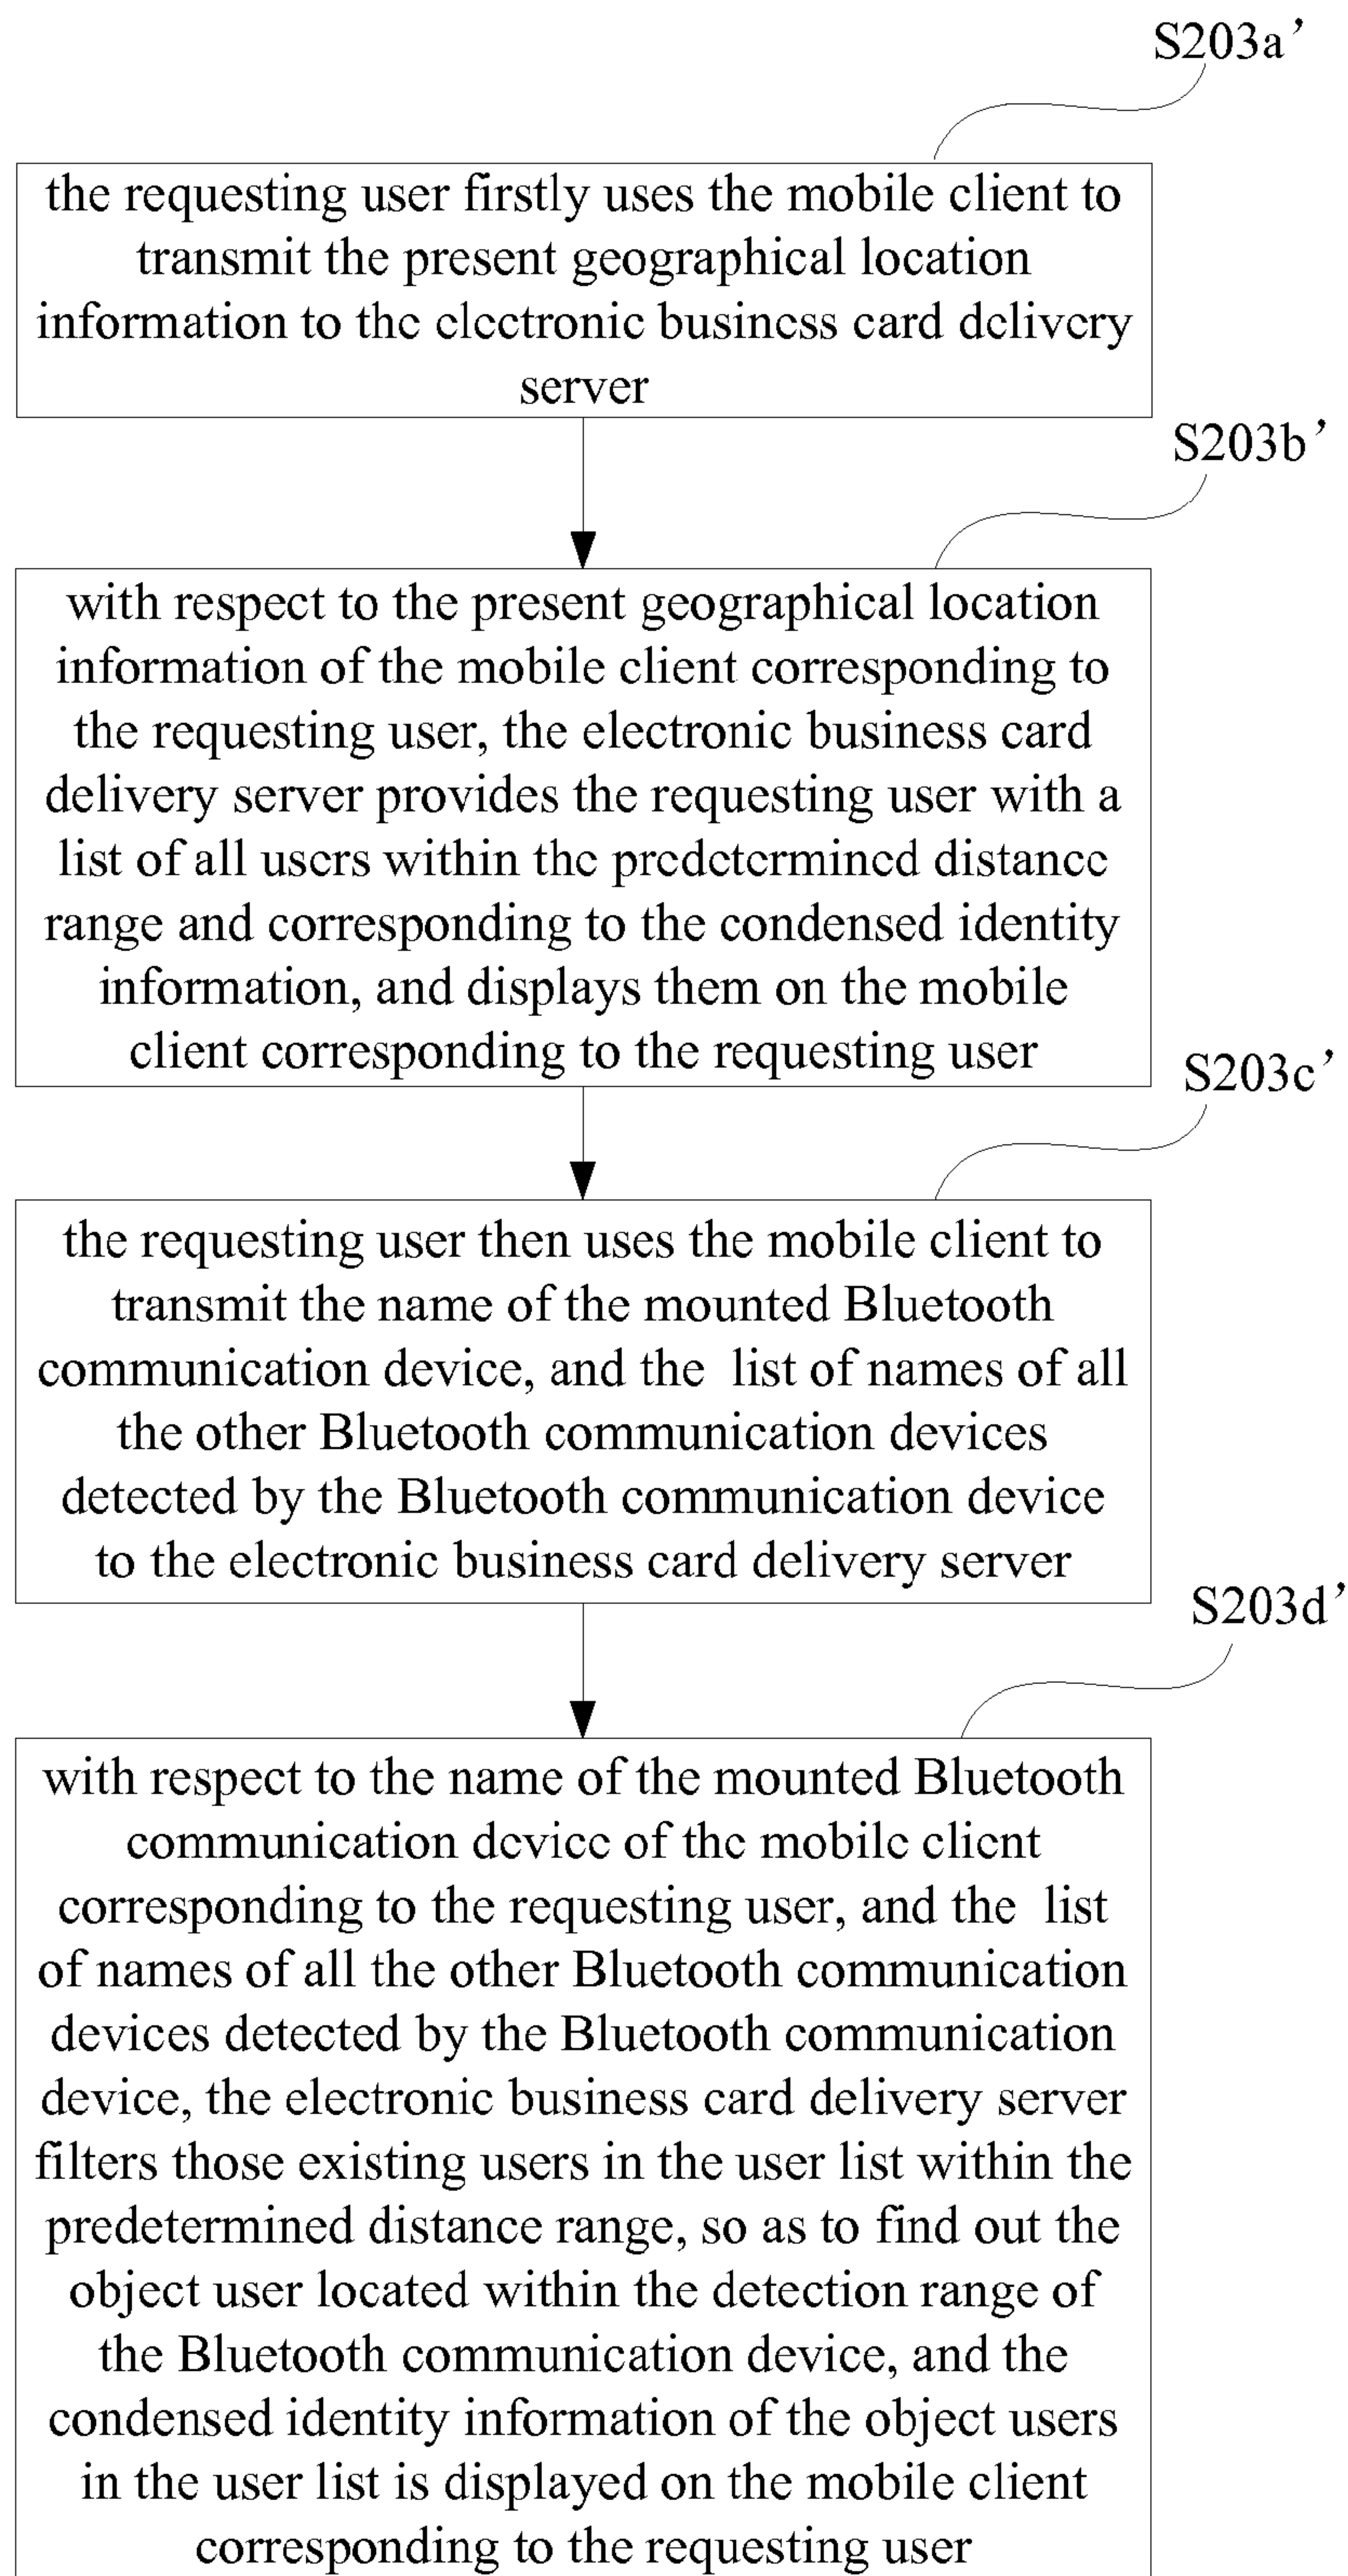 S203a’
the requesting user firstly uses the mobile client to
transmit the present geographical location
information to the electronic business card delivery
server
S203b’
with respect to the present geographical location
information of the mobile client corresponding to
the requesting user, the electronic business card
delivery server provides the requesting user with a
list of all users within the predetermined distance
range and corresponding to the condensed identity
information, and displays them on the mobile
client corresponding to the requesting user
S203c’
the requesting user then uses the mobile client to
transmit the name of the mounted Bluetooth
communication device, and the list of names of all
the other Bluetooth communication devices
detected by the Bluetooth communication device
to the electronic business card delivery server
S203d’
with respect to the name of the mounted Bluetooth
communication device of the mobile client
corresponding to the requesting user, and the list
of names of all the other Bluetooth communication
devices detected by the Bluetooth communication
device, the electronic business card delivery server
filters those existing users in the user list within the
predetermined distance range, so as to find out the
object user located within the detection range of
the Bluetooth communication device, and the
condensed identity information of the object users
in the user list is displayed on the mobile client
corresponding to the requesting user